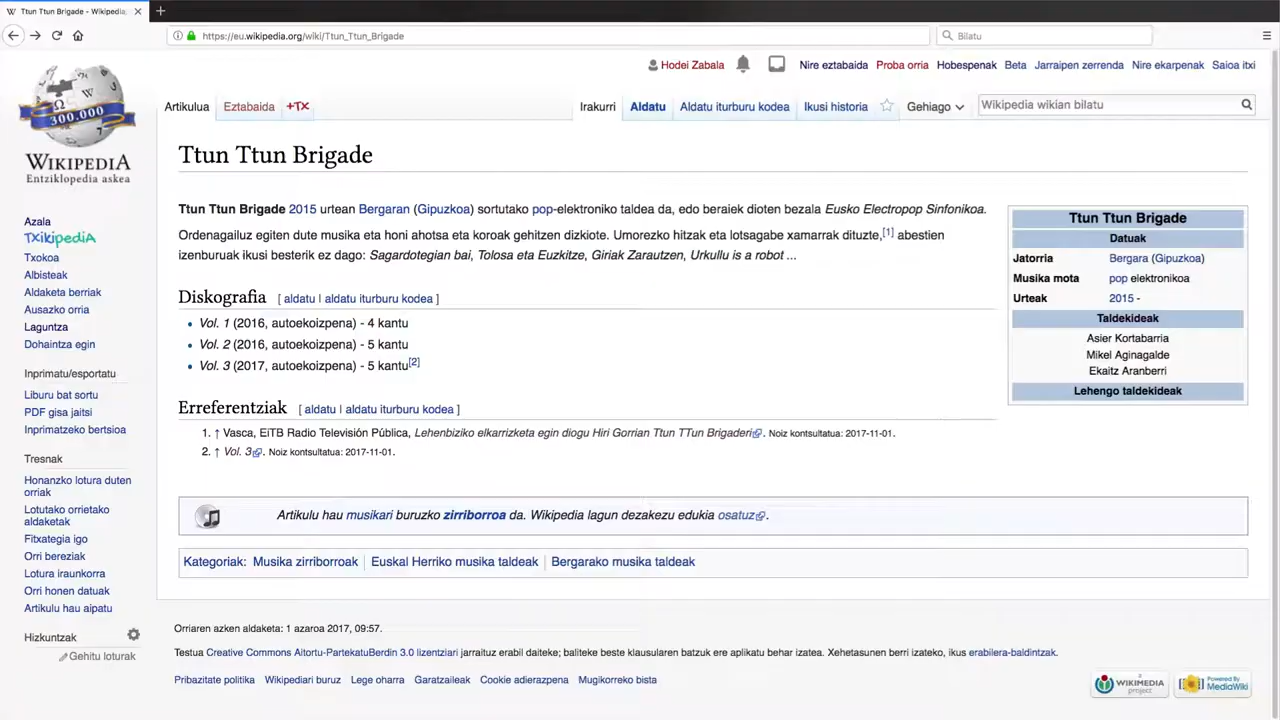 Ttun Ttun Brigade - Wikipedia,
https://eu.wikipedia.org/wiki/Ttun_Ttun_Brigade
Bilatu
Hodei Zabala Nire eztabaida Proba orria Hobespenak Beta Jarraipen zerrenda Nire ekarpenak Saioa itxi
Artikulua Eztabaida +TX Irakurri Aldatu Aldatu iturburu kodea Ikusi historia Gehiago Wikipedia wikian bilatu
300.000
WIKIPEDIA
Entziklopedia askea
Azala
TXikipediA
Txokoa
Albisteak
Aldaketa berriak
Ausazko orria
Laguntza
Dohaintza egin
Inprimatu/esportatu
Liburu bat sortu
PDF gisa jaitsi
Inprimatzeko bertsioa
Tresnak
Honanzko lotura duten
orriak
Lotutako orrietako
aldaketak
Fitxategia igo
Orri bereziak
Lotura iraunkorra
Orri honen datuak
Artikulu hau aipatu
Hizkuntzak
Gehitu loturak
Ttun Ttun Brigade
Ttun Ttun Brigade 2015 urtean Bergaran (Gipuzkoa) sortutako pop-elektroniko taldea da, edo beraiek dioten bezala Eusko Electropop Sinfonikoa.
Ordenagailuz egiten dute musika eta honi ahotsa eta koroak gehitzen dizkiote. Umorezko hitzak eta lotsagabe xamarrak dituzte,[1] abestien
izenburuak ikusi besterik ez dago: Sagardotegian bai, Tolosa eta Euzkitze, Giriak Zarautzen, Urkullu is a robot ...
Diskografia [ aldatu | aldatu iturburu kodea ]
• Vol. 1 (2016, autoekoizpena) - 4 kantu
• Vol. 2 (2016, autoekoizpena) - 5 kantu
• Vol. 3 (2017, autoekoizpena) - 5 kantu[2]
Erreferentziak [ aldatu | aldatu iturburu kodea ]
1. ↑ Vasca, EiTB Radio Televisión Pública, Lehenbiziko elkarrizketa egin diogu Hiri Gorrian Ttun TTun Brigaderi. Noiz kontsultatua: 2017-11-01.
2. ↑ Vol. 3. Noiz kontsultatua: 2017-11-01.
Ttun Ttun Brigade
Datuak
Jatorria Bergara (Gipuzkoa)
Musika mota pop elektronikoa
Urteak 2015 -
Taldekideak
Asier Kortabarria
Mikel Aginagalde
Ekaitz Aranberri
Lehengo taldekideak
Artikulu hau musikari buruzko zirriborroa da. Wikipedia lagun dezakezu edukia osatuz.
Kategoriak: Musika zirriborroak | Euskal Herriko musika taldeak | Bergarako musika taldeak
Orriaren azken aldaketa: 1 azaroa 2017, 09:57.
Testua Creative Commons Aitortu-PartekatuBerdin 3.0 lizentziari jarraituz erabil daiteke; baliteke beste klausularen batzuk ere aplikatu behar izatea. Xehetasunen berri izateko, ikus erabilera-baldintzak.
Pribazitate politika Wikipediari buruz Lege oharra Garatzaileak Cookie adierazpena Mugikorreko bista
WIKIMEDIA
project
Powered By
MediaWiki